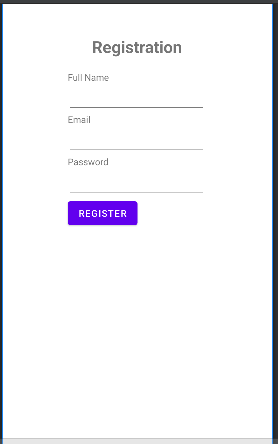 Registration
Full Name
Email
Password
REGISTER